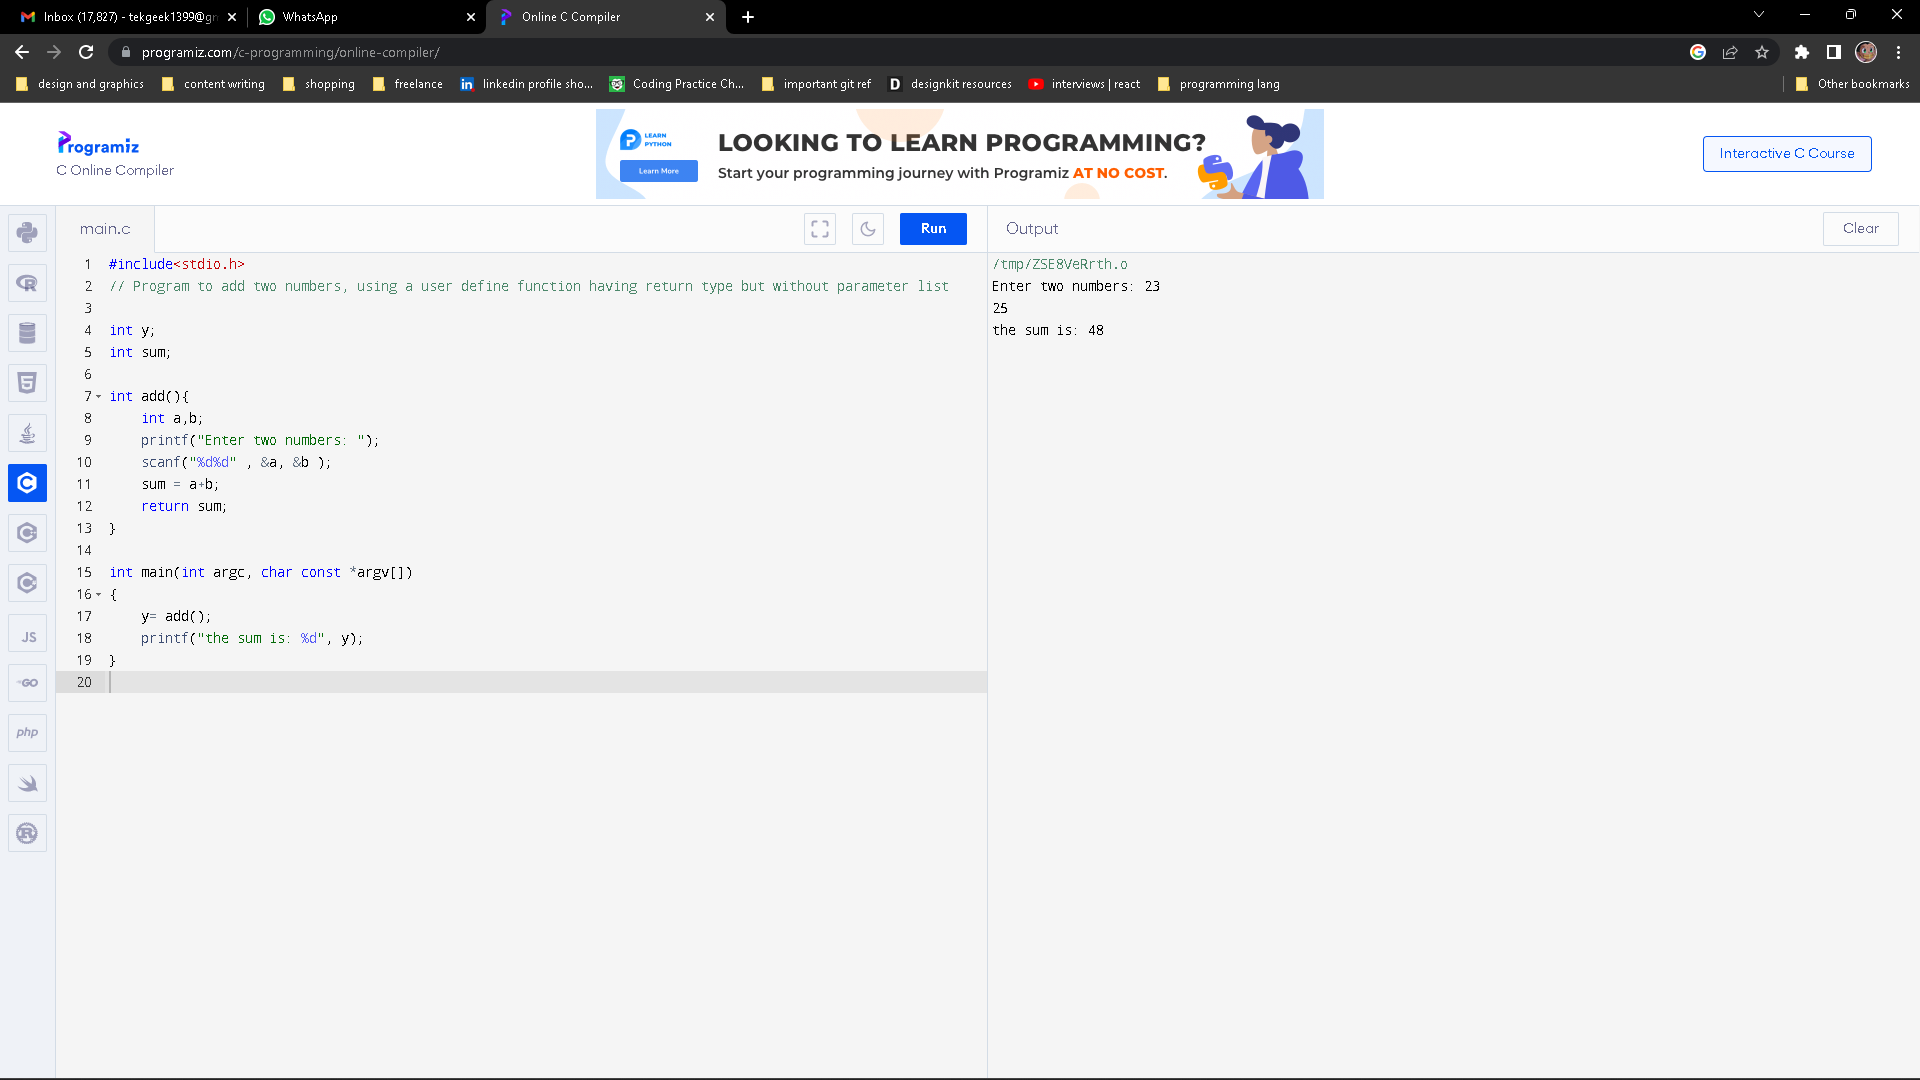 Inbox (17,827) - tekgeek1399@gm
WhatsApp
Online C Compiler
programiz.com/c-programming/online-compiler/
design and graphics
content writing
shopping
freelance
linkedin profile sho...
Coding Practice Ch...
important git ref
designkit resources
interviews | react
programming lang
Other bookmarks
Programiz
C Online Compiler
LEARN
PYTHON
Learn More
LOOKING TO LEARN PROGRAMMING?
Start your programming journey with Programiz AT NO COST.
Interactive C Course
main.c
Run
Output
Clear
1 #include<stdio.h>
2 // Program to add two numbers, using a user define function having return type but without parameter list
3
4 int y;
5 int sum;
6
7 int add(){
8     int a,b;
9     printf("Enter two numbers: ");
10     scanf("%d%d" , &a, &b );
11     sum = a+b;
12     return sum;
13 }
14
15 int main(int argc, char const *argv[])
16 {
17     y= add();
18     printf("the sum is: %d", y);
19 }
20
/tmp/ZSE8VeRrth.o
Enter two numbers: 23
25
the sum is: 48
JS
GO
php